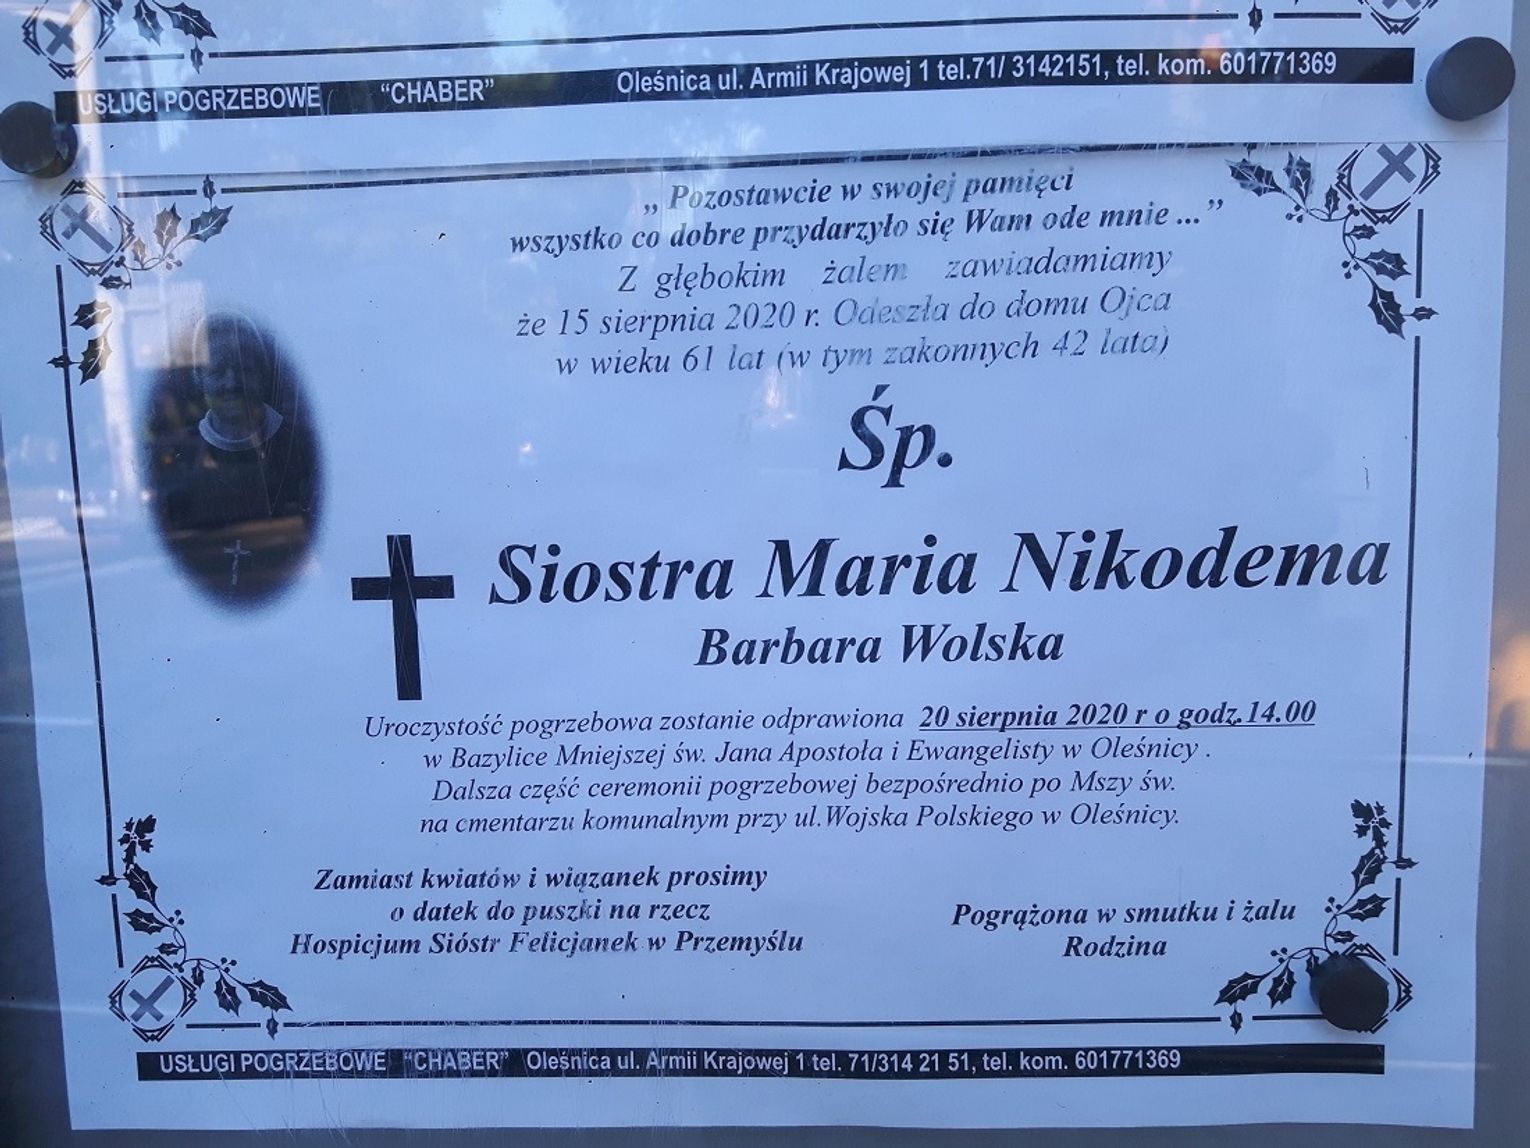 USŁUGI POGRZEBOWE "CHABER" Oleśnica ul. Armii Krajowej 1 tel.71/ 3142151, tel. kom. 601771369
„ Pozostawcie w swojej pamięci
wszystko co dobre przydarzyło się Wam ode mnie ..."
Z głębokim żalem zawiadamiamy
że 15 sierpnia 2020 r. Odeszła do domu Ojca
w wieku 61 lat (w tym zakonnych 42 lata)
Śp.
Siostra Maria Nikodema
Barbara Wolska
Uroczystość pogrzebowa zostanie odprawiona 20 sierpnia 2020 r o godz.14.00
w Bazylice Mniejszej św. Jana Apostoła i Ewangelisty w Oleśnicy .
Dalsza część ceremonii pogrzebowej bezpośrednio po Mszy św.
na cmentarzu komunalnym przy ul.Wojska Polskiego w Oleśnicy.
Zamiast kwiatów i wiązanek prosimy
o datek do puszki na rzecz
Hospicjum Sióstr Felicjanek w Przemyślu
Pogrążona w smutku i żalu
Rodzina
USŁUGI POGRZEBOWE "CHABER" Oleśnica ul. Armii Krajowej 1 tel. 71/314 21 51, tel. kom. 601771369